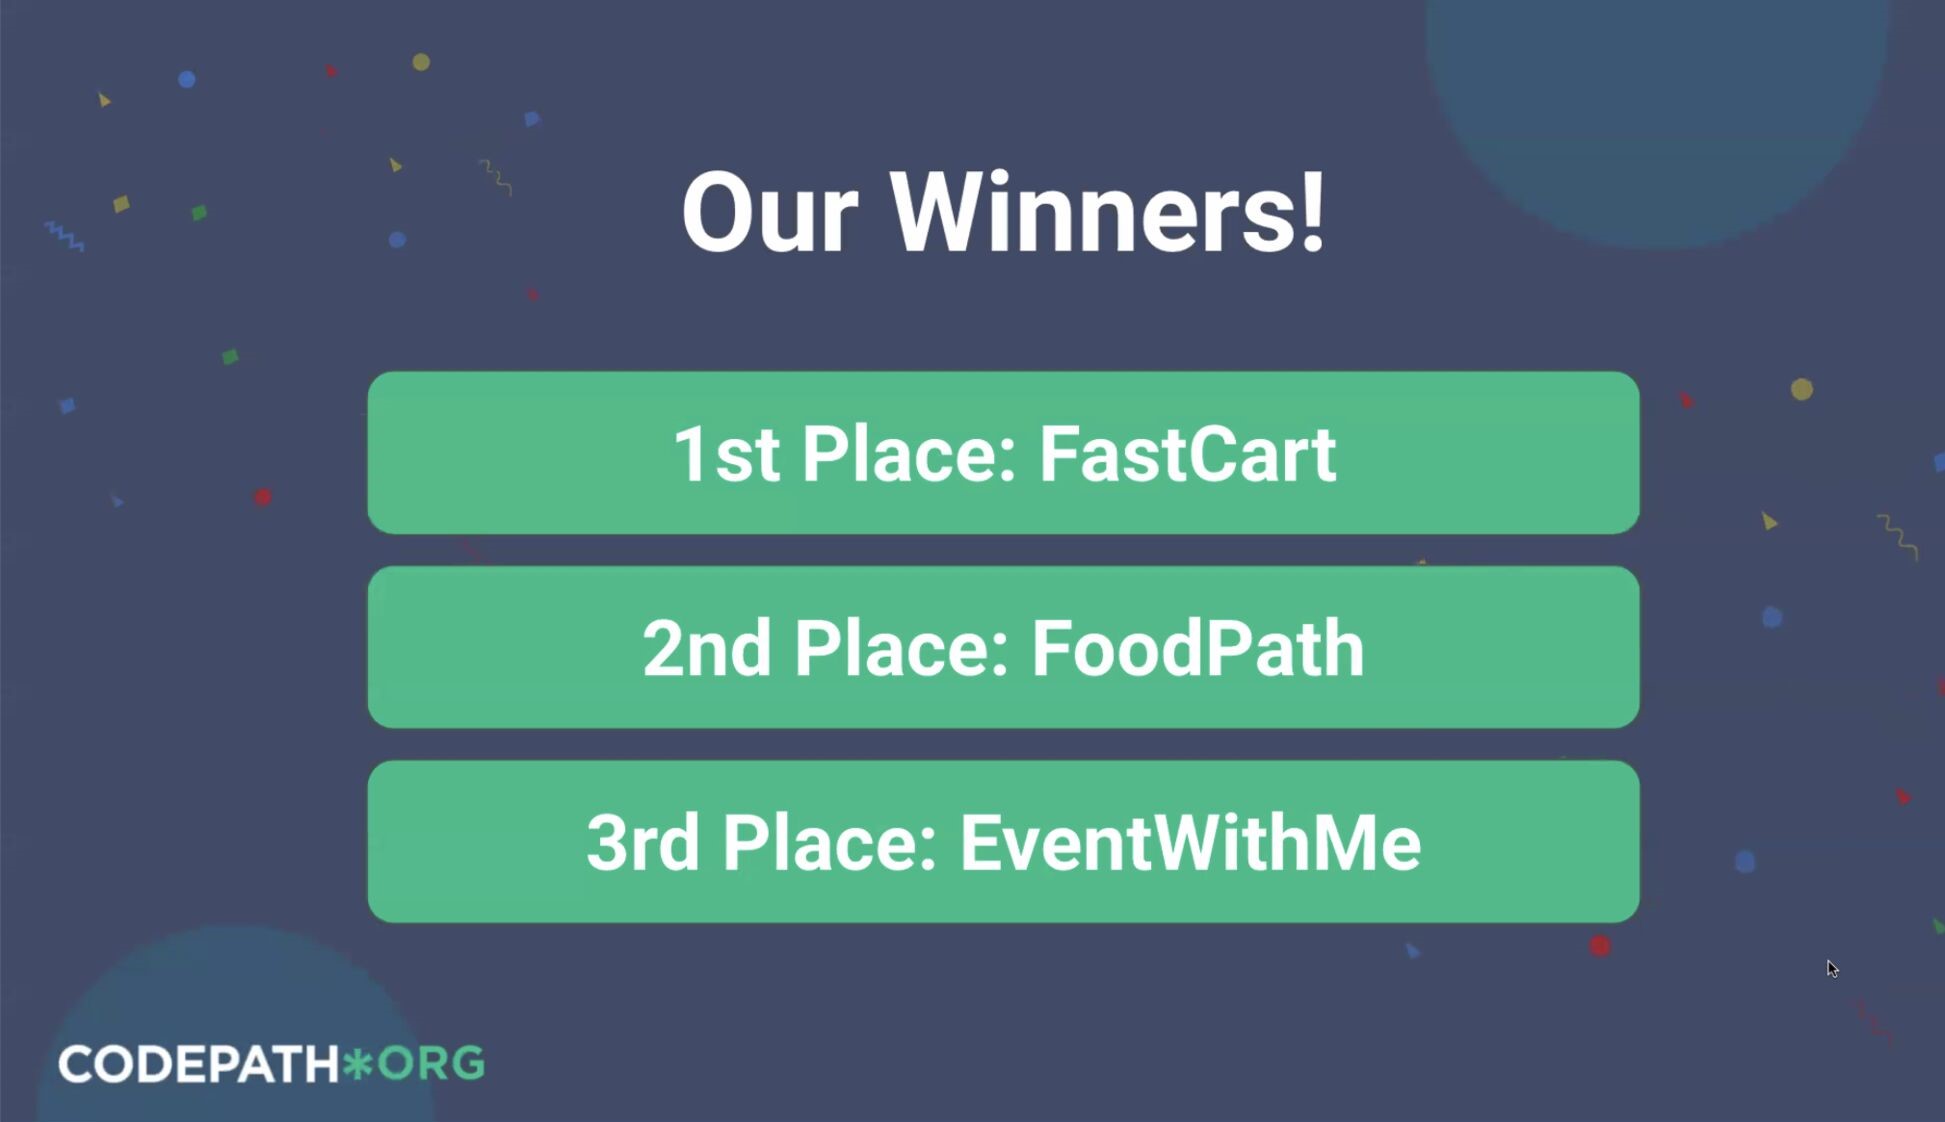 Our Winners!
1st Place: FastCart
2nd Place: FoodPath
3rd Place: EventWithMe
CODEPATH*ORG